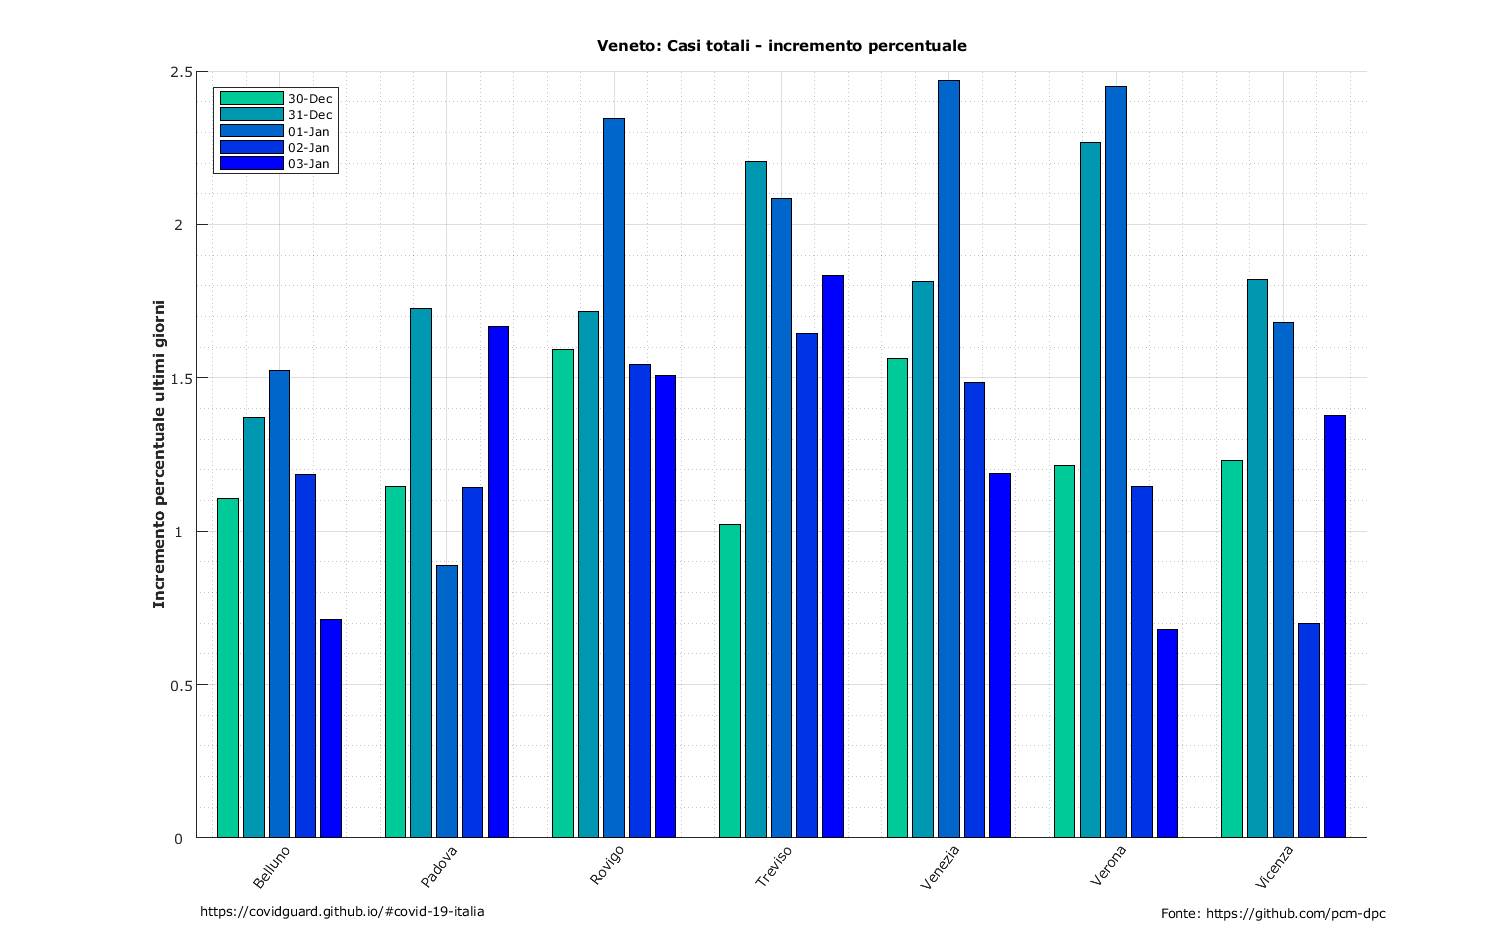 Veneto: Casi totali - incremento percentuale
2.5
2
1.5
1
0.5
0
Incremento percentuale ultimi giorni
30-Dec
31-Dec
01-Jan
02-Jan
03-Jan
Belluno
Padova
Rovigo
Treviso
Venezia
Verona
Vicenza
https://covidguard.github.io/#covid-19-italia
Fonte: https://github.com/pcm-dpc